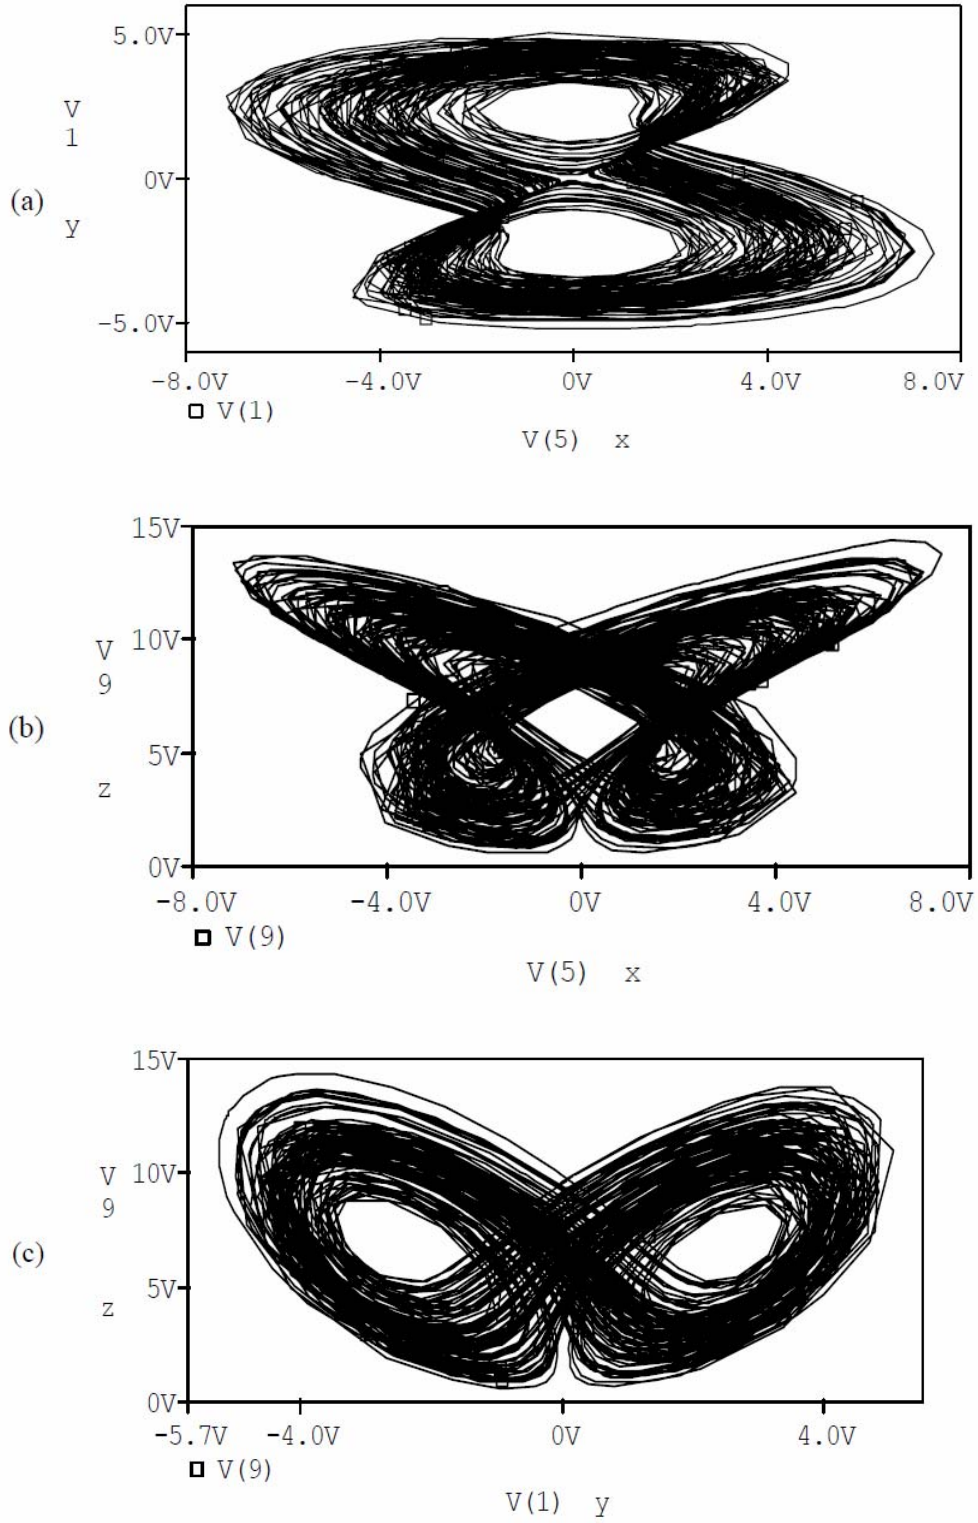 5.0V
V
1
0V
(a)
y
-5.0V
-8.0V -4.0V 0V 4.0V 8.0V
V(1)
V(5) x
15V
10V
V
9
(b)
5V
z
0V
-8.0V -4.0V 0V 4.0V 8.0V
V(9)
V(5) x
15V
10V
V
9
(c)
5V
z
0V
-5.7V -4.0V 0V 4.0V
V(9)
V(1) y